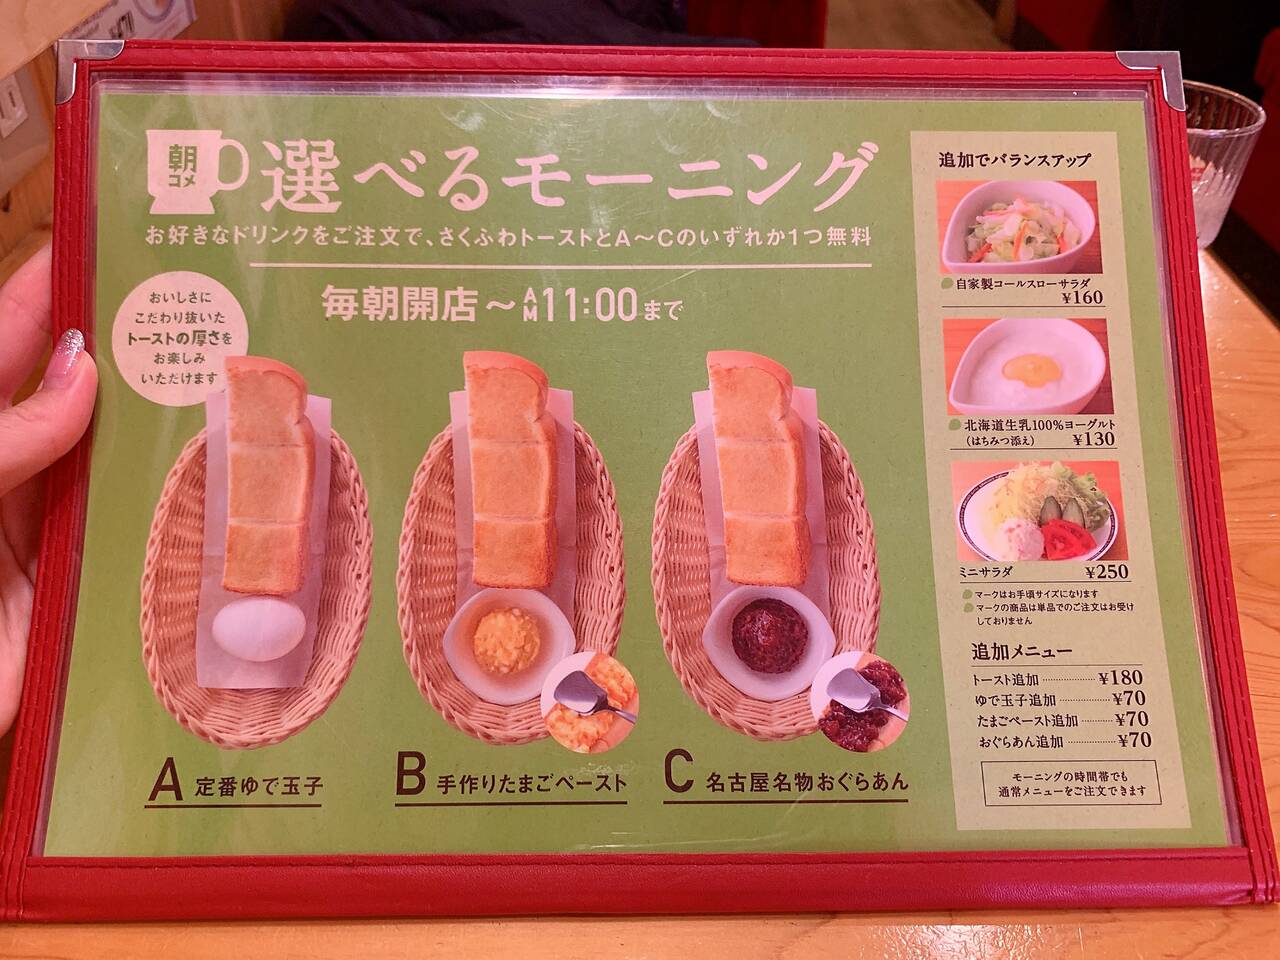 朝
コメ
選べるモーニング
お好きなドリンクをご注文で、さくふわトーストとA～Cのいずれか1つ無料
毎朝開店～AM11:00まで
おいしさに
こだわり抜いた
トーストの厚さを
お楽しみ
いただけます
A 定番ゆで玉子
B 手作りたまごペースト
C 名古屋名物おぐらあん
追加でバランスアップ
自家製コールスローサラダ
¥160
北海道生乳100%ヨーグルト
(はちみつ添え) ¥130
ミニサラダ ¥250
マークはお手頃サイズになります
マークの商品は単品でのご注文はお受け
しておりません
追加メニュー
トースト追加 ¥180
ゆで玉子追加 ¥70
たまごペースト追加 ¥70
おぐらあん追加 ¥70
モーニングの時間帯でも
通常メニューをご注文できます